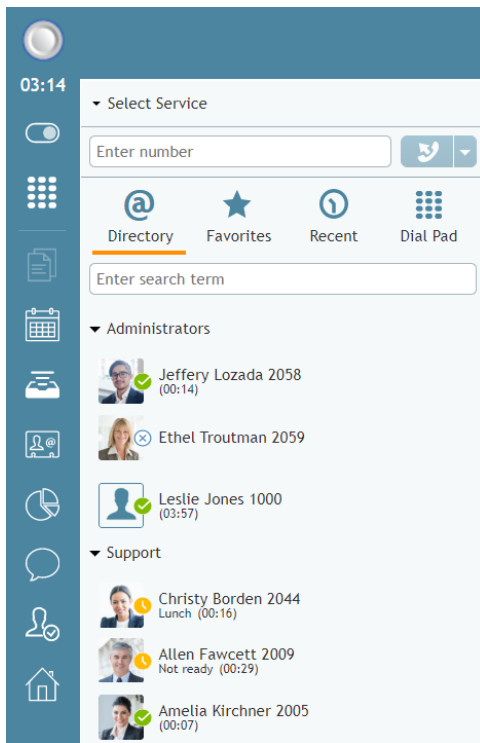 03:14
Select Service
Enter number
Directory Favorites Recent Dial Pad
Enter search term
Administrators
Jeffery Lozada 2058
(00:14)
Ethel Troutman 2059
Leslie Jones 1000
(03:57)
Support
Christy Borden 2044
Lunch (00:16)
Allen Fawcett 2009
Not ready (00:29)
Amelia Kirchner 2005
(00:07)